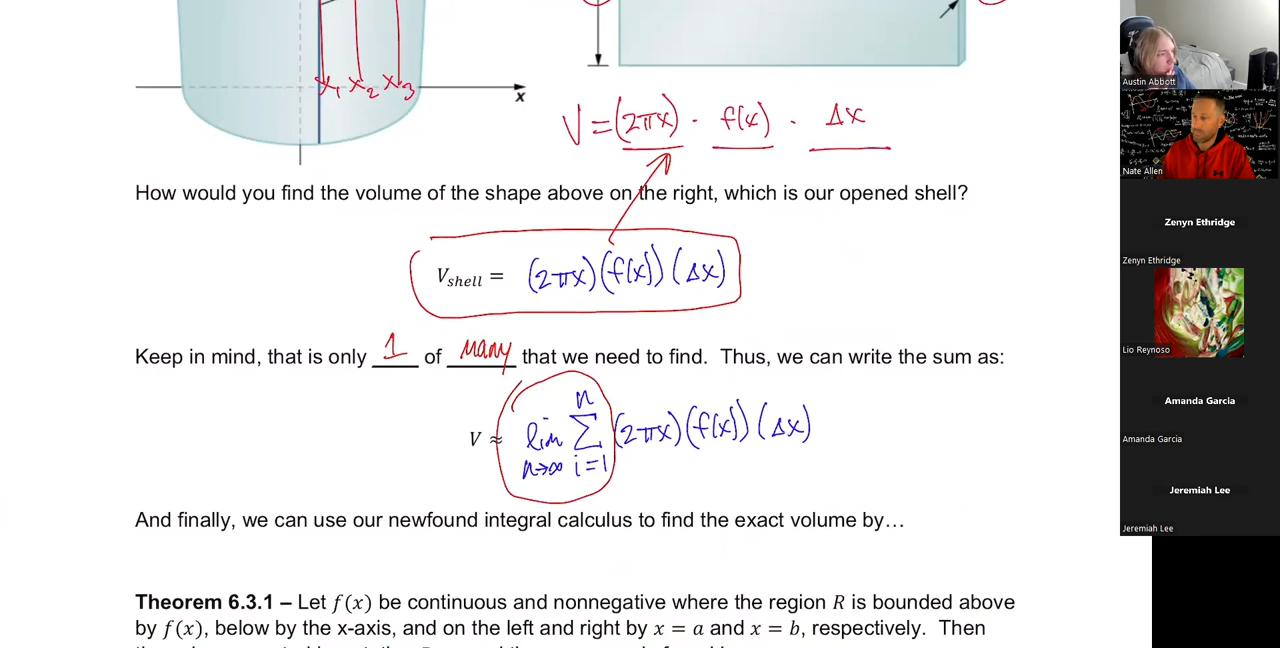 x₁ x₂ x₃
x
V = (2πx) · f(x) · Δx
How would you find the volume of the shape above on the right, which is our opened shell?
V_shell = (2πx)(f(x))(Δx)
Keep in mind, that is only 1 of many that we need to find. Thus, we can write the sum as:
V ≈ lim n→∞ Σ i=1 n (2πx)(f(x))(Δx)
And finally, we can use our newfound integral calculus to find the exact volume by…
Theorem 6.3.1 – Let f(x) be continuous and nonnegative where the region R is bounded above
by f(x), below by the x-axis, and on the left and right by x = a and x = b, respectively. Then
Austin Abbott
Nate Allen
Zenyn Ethridge
Zenyn Ethridge
Lio Reynoso
Amanda Garcia
Amanda Garcia
Jeremiah Lee
Jeremiah Lee